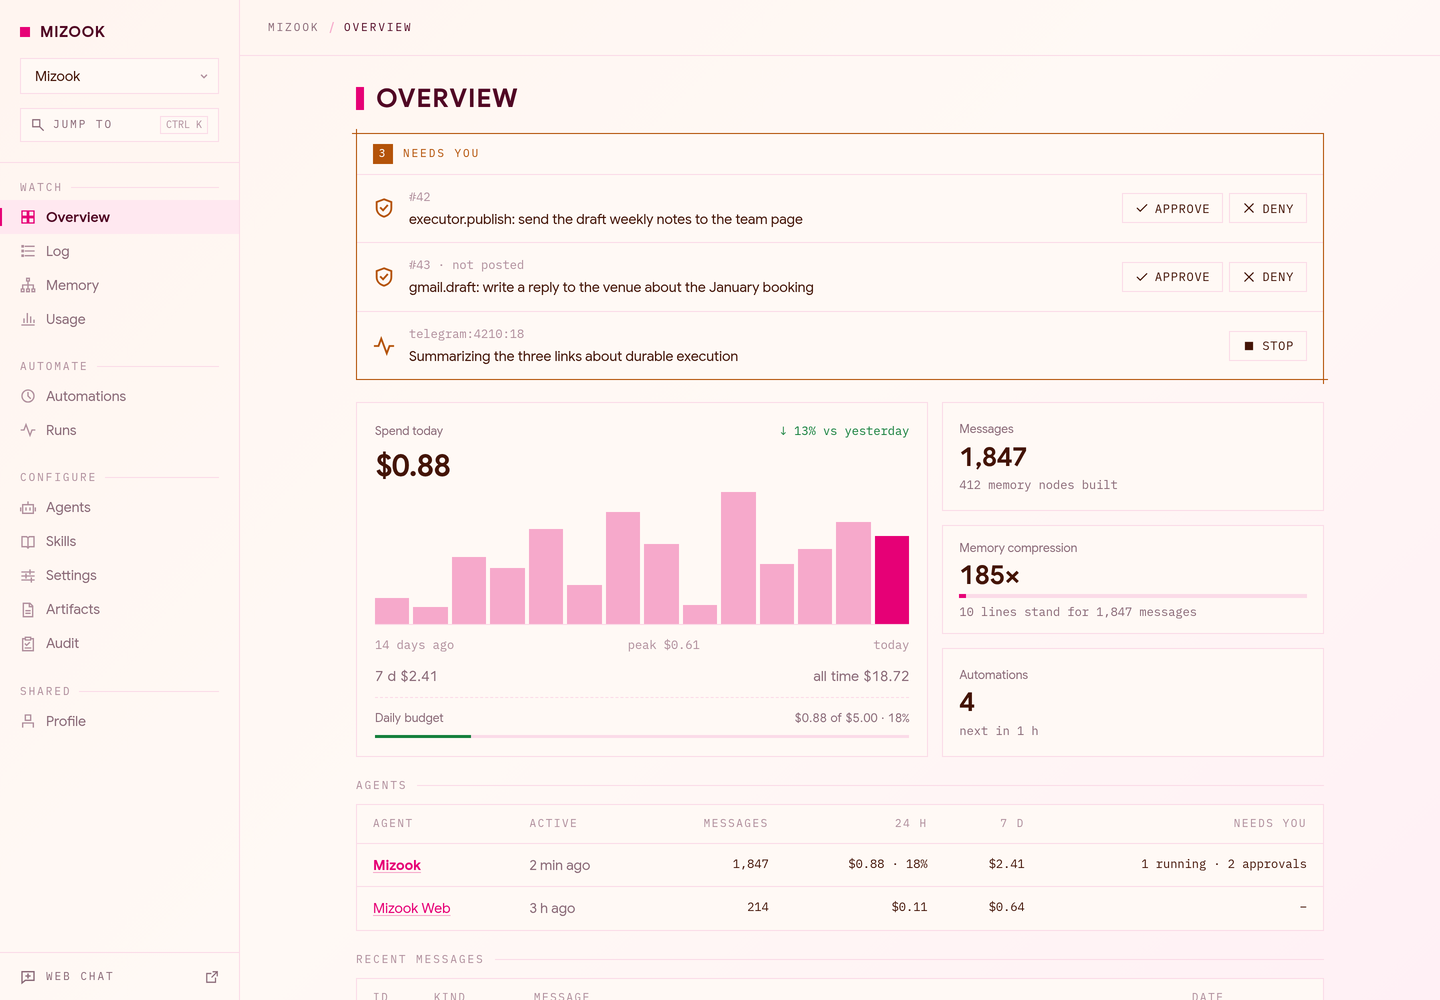 MIZOOK
Mizook
JUMP TO CTRL K
WATCH
Overview
Log
Memory
Usage
AUTOMATE
Automations
Runs
CONFIGURE
Agents
Skills
Settings
Artifacts
Audit
SHARED
Profile
WEB CHAT
MIZOOK / OVERVIEW
OVERVIEW
3 NEEDS YOU
#42
executor.publish: send the draft weekly notes to the team page
APPROVE DENY
#43 · not posted
gmail.draft: write a reply to the venue about the January booking
APPROVE DENY
telegram:4210:18
Summarizing the three links about durable execution
STOP
Spend today ↓ 13% vs yesterday
$0.88
14 days ago peak $0.61 today
7 d $2.41 all time $18.72
Daily budget $0.88 of $5.00 · 18%
Messages
1,847
412 memory nodes built
Memory compression
185×
10 lines stand for 1,847 messages
Automations
4
next in 1 h
AGENTS
AGENT ACTIVE MESSAGES 24 H 7 D NEEDS YOU
Mizook 2 min ago 1,847 $0.88 · 18% $2.41 1 running · 2 approvals
Mizook Web 3 h ago 214 $0.11 $0.64 –
RECENT MESSAGES
ID KIND MESSAGE DATE